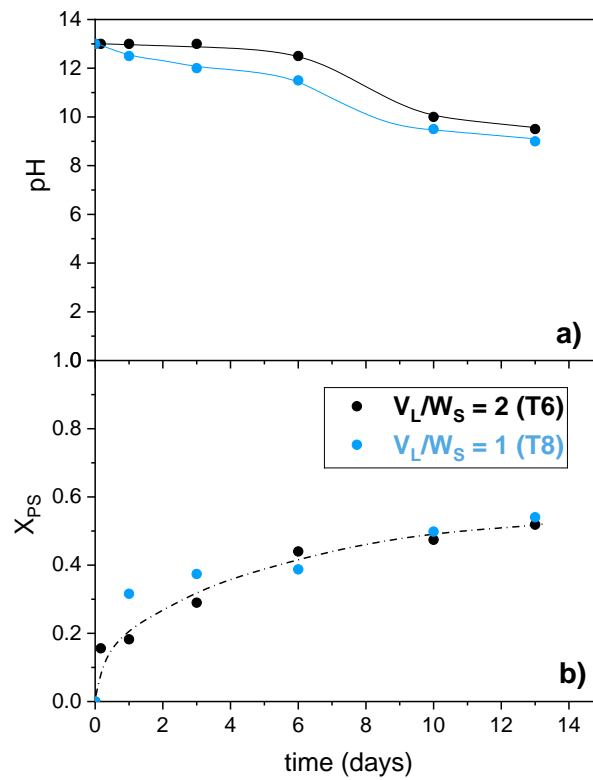 14
12
10
8
6
4
2
0
pH
a)
1.0
0.8
0.6
0.4
0.2
0.0
X_PS
V_L/W_S = 2 (T6)
V_L/W_S = 1 (T8)
b)
0 2 4 6 8 10 12 14
time (days)